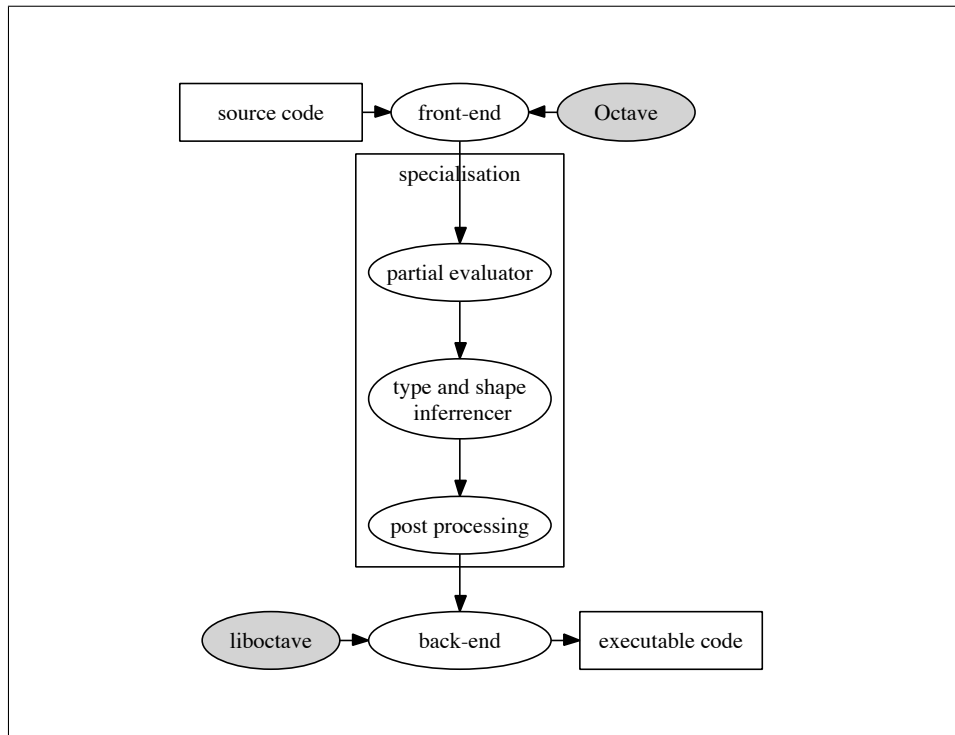 source code
front-end
Octave
specialisation
partial evaluator
type and shape
inferrencer
post processing
liboctave
back-end
executable code